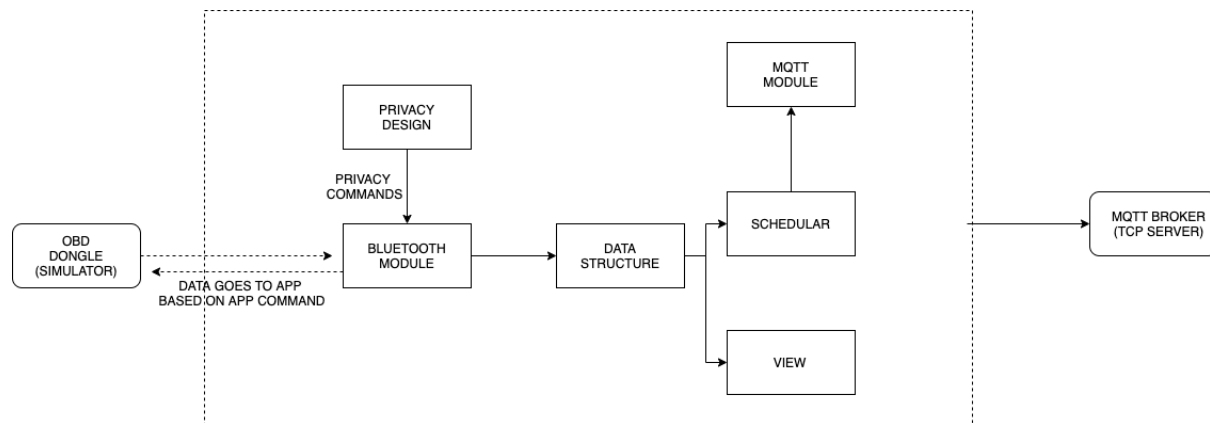 MQTT
MODULE
PRIVACY
DESIGN
PRIVACY
COMMANDS
OBD
DONGLE
(SIMULATOR)
BLUETOOTH
MODULE
DATA
STRUCTURE
SCHEDULAR
MQTT BROKER
(TCP SERVER)
DATA GOES TO APP
BASED ON APP COMMAND
VIEW